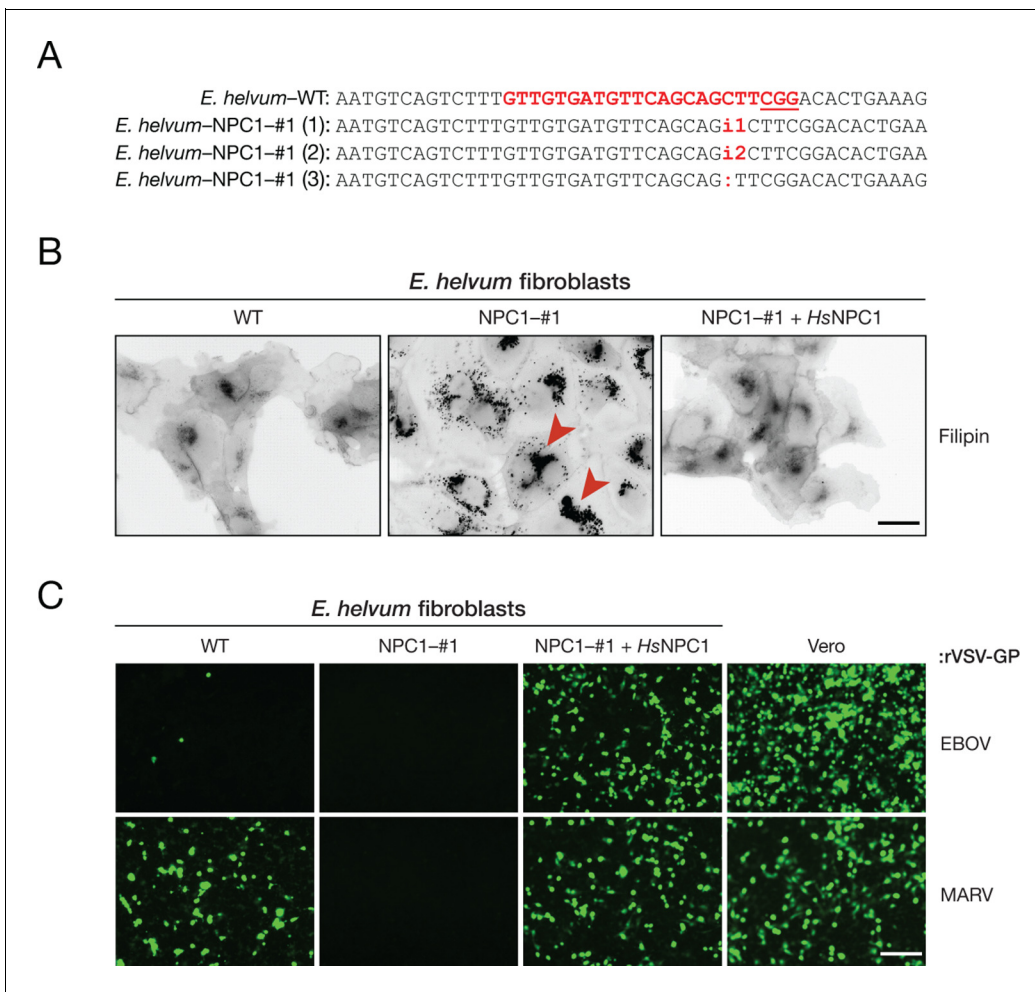 A
E. helvum–WT: AATGTCAGTCTTTGTTGTGATGTTCAGCAGCTTCGGACACTGAAAG
E. helvum–NPC1–#1 (1): AATGTCAGTCTTTGTTGTGATGTTCAGCAGi1CTTCGGACACTGAA
E. helvum–NPC1–#1 (2): AATGTCAGTCTTTGTTGTGATGTTCAGCAGi2CTTCGGACACTGAA
E. helvum–NPC1–#1 (3): AATGTCAGTCTTTGTTGTGATGTTCAGCAG:TTCGGACACTGAAAG
B
E. helvum fibroblasts
WT NPC1–#1 NPC1–#1 + HsNPC1
Filipin
C
E. helvum fibroblasts
WT NPC1–#1 NPC1–#1 + HsNPC1 Vero :rVSV-GP
EBOV
MARV